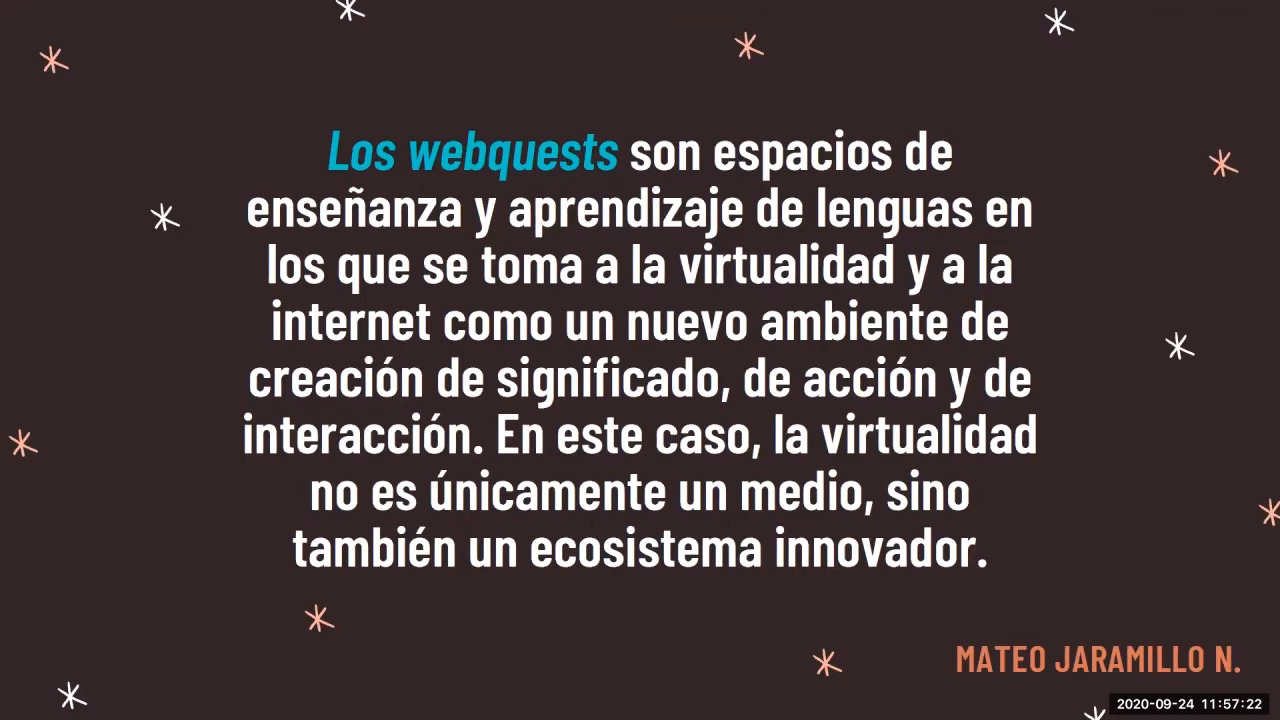 Los webquests son espacios de
enseñanza y aprendizaje de lenguas en
los que se toma a la virtualidad y a la
internet como un nuevo ambiente de
creación de significado, de acción y de
interacción. En este caso, la virtualidad
no es únicamente un medio, sino
también un ecosistema innovador.
MATEO JARAMILLO N.
2020-09-24 11:57:22